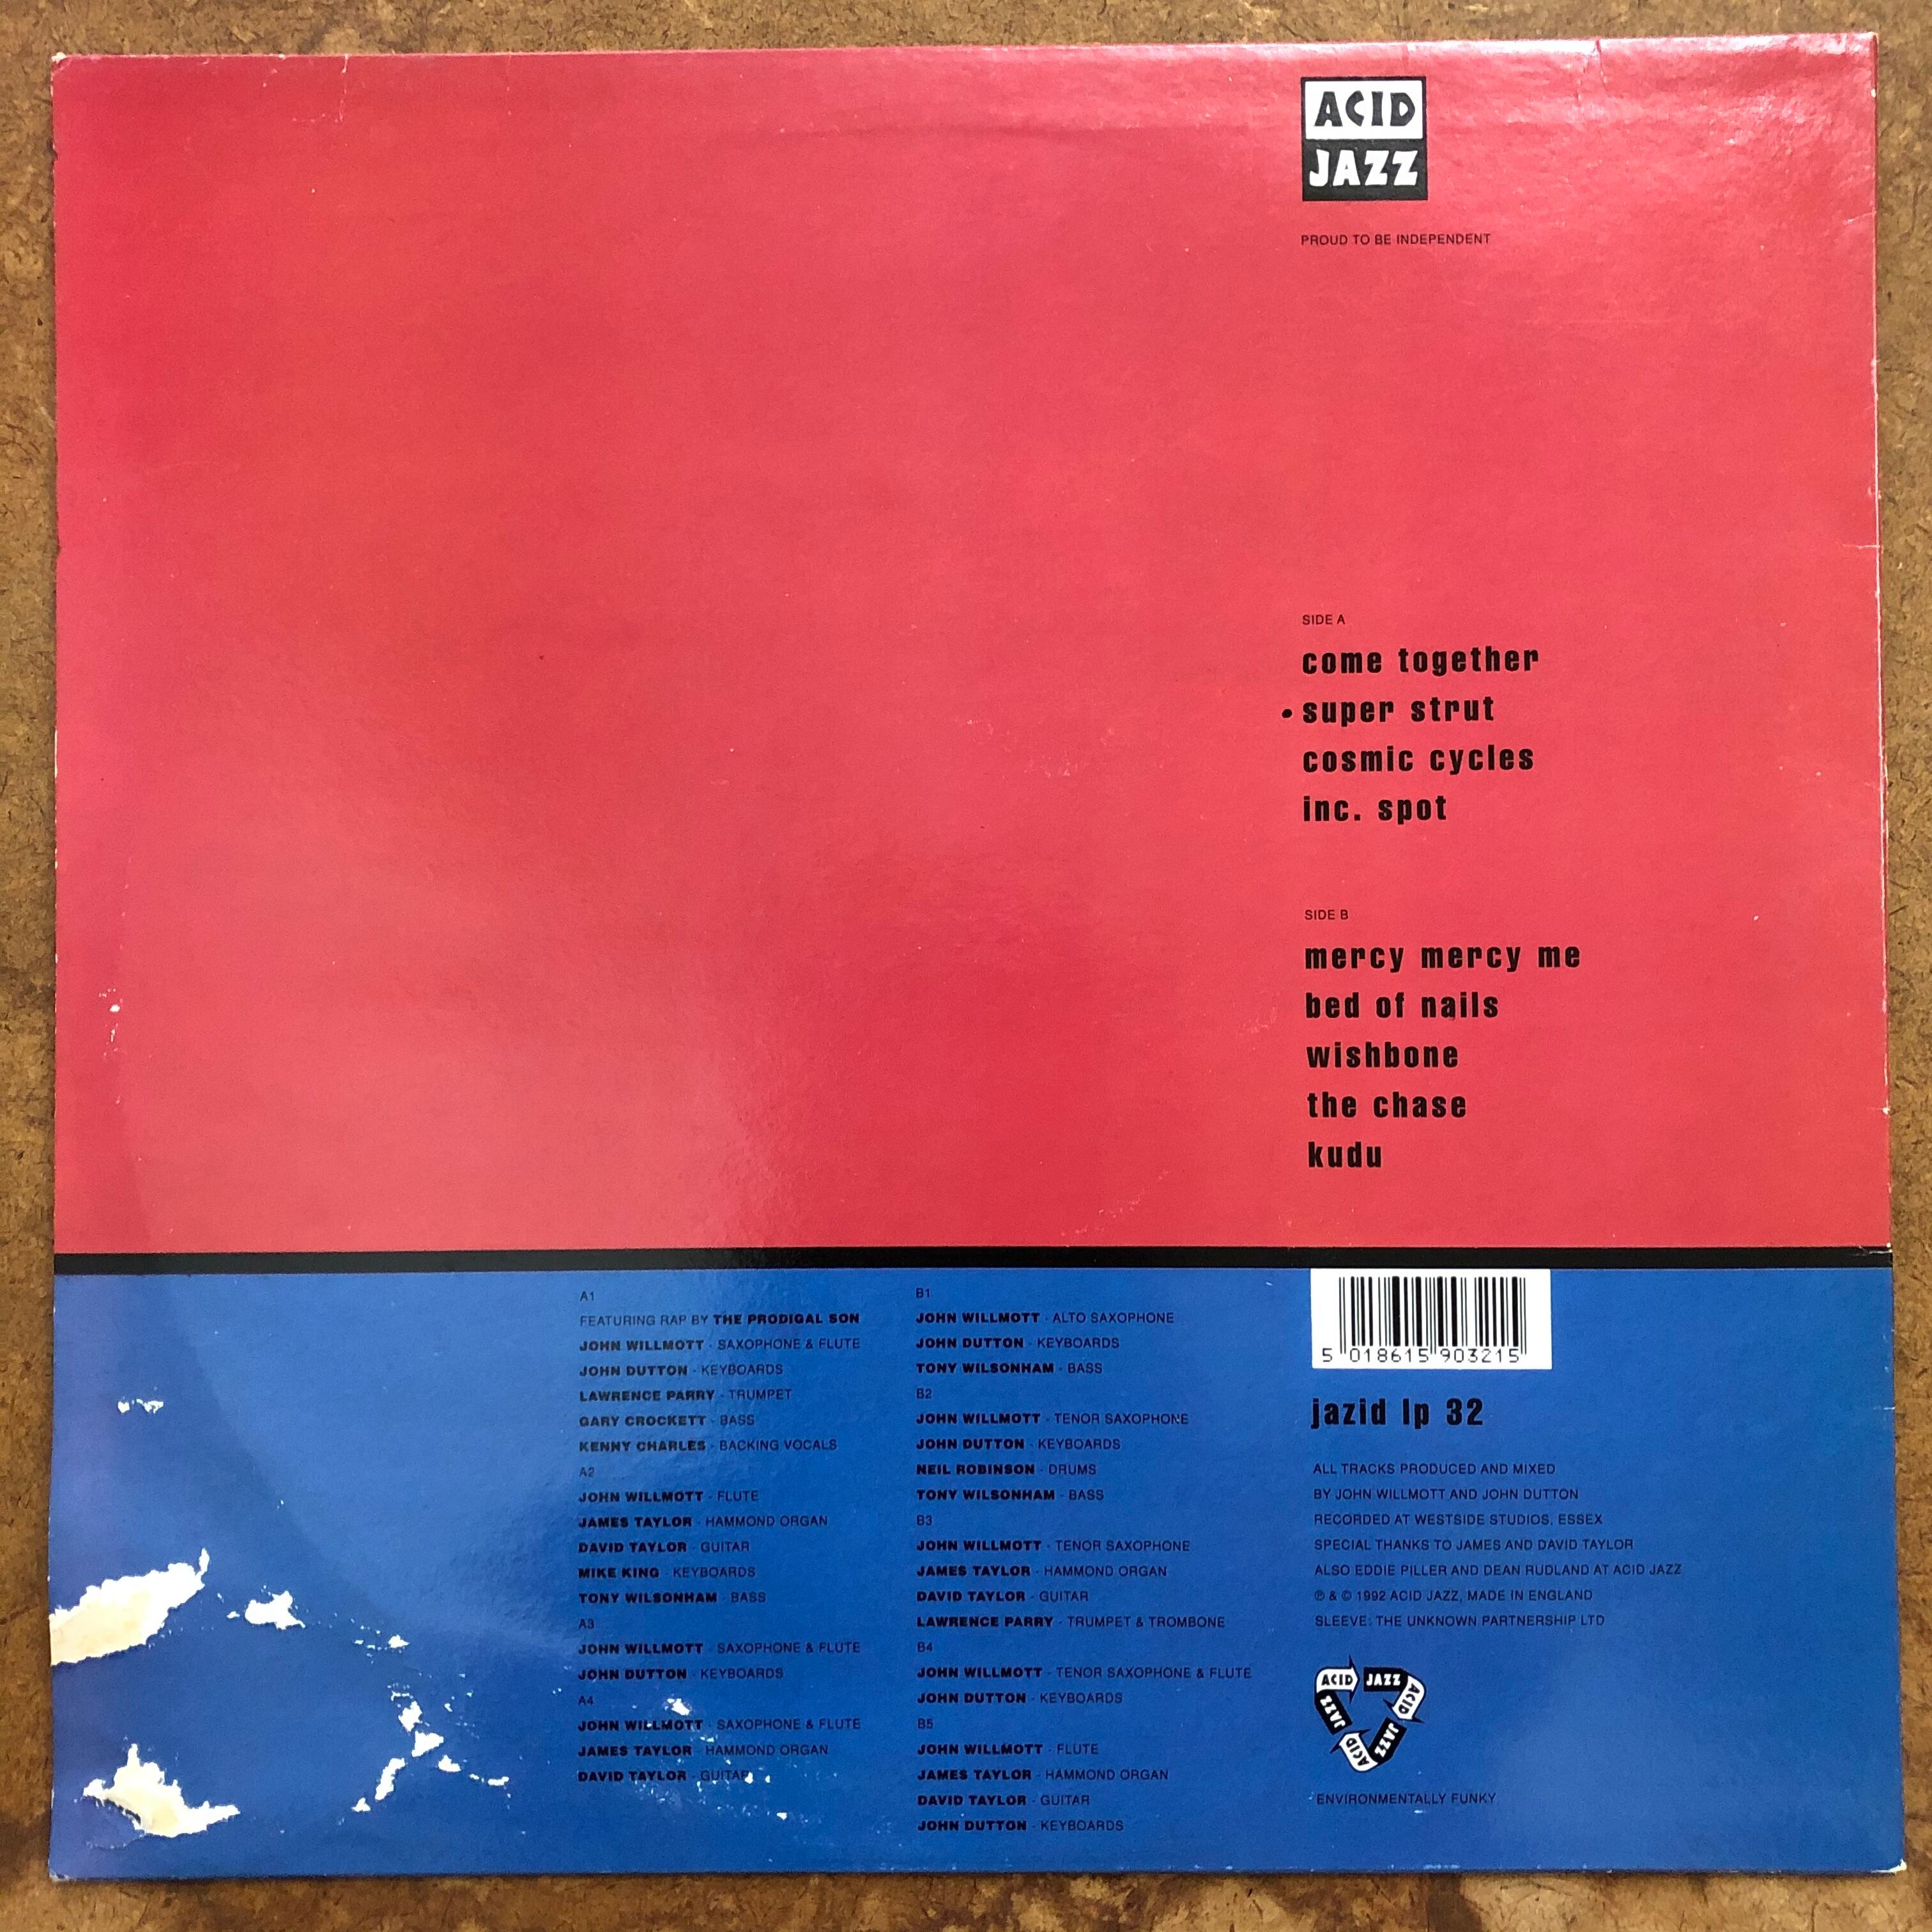 ACID
JAZZ
PROUD TO BE INDEPENDENT
SIDE A
come together
• super strut
cosmic cycles
inc. spot
SIDE B
mercy mercy me
bed of nails
wishbone
the chase
kudu
A1
FEATURING RAP BY THE PRODIGAL SON
JOHN WILLMOTT - SAXOPHONE & FLUTE
JOHN DUTTON - KEYBOARDS
LAWRENCE PARRY - TRUMPET
GARY CROCKETT - BASS
KENNY CHARLES - BACKING VOCALS
A2
JOHN WILLMOTT - FLUTE
JAMES TAYLOR - HAMMOND ORGAN
DAVID TAYLOR - GUITAR
MIKE KING - KEYBOARDS
TONY WILSONHAM - BASS
A3
JOHN WILLMOTT - SAXOPHONE & FLUTE
JOHN DUTTON - KEYBOARDS
A4
JOHN WILLMOTT - SAXOPHONE & FLUTE
JAMES TAYLOR - HAMMOND ORGAN
DAVID TAYLOR - GUITAR
B1
JOHN WILLMOTT - ALTO SAXOPHONE
JOHN DUTTON - KEYBOARDS
TONY WILSONHAM - BASS
B2
JOHN WILLMOTT - TENOR SAXOPHONE
JOHN DUTTON - KEYBOARDS
NEIL ROBINSON - DRUMS
TONY WILSONHAM - BASS
B3
JOHN WILLMOTT - TENOR SAXOPHONE
JAMES TAYLOR - HAMMOND ORGAN
DAVID TAYLOR - GUITAR
LAWRENCE PARRY - TRUMPET & TROMBONE
B4
JOHN WILLMOTT - TENOR SAXOPHONE & FLUTE
JOHN DUTTON - KEYBOARDS
B5
JOHN WILLMOTT - FLUTE
JAMES TAYLOR - HAMMOND ORGAN
DAVID TAYLOR - GUITAR
JOHN DUTTON - KEYBOARDS
5 018615 903215
jazid lp 32
ALL TRACKS PRODUCED AND MIXED
BY JOHN WILLMOTT AND JOHN DUTTON
RECORDED AT WESTSIDE STUDIOS, ESSEX
SPECIAL THANKS TO JAMES AND DAVID TAYLOR
ALSO EDDIE PILLER AND DEAN RUDLAND AT ACID JAZZ
℗ & © 1992 ACID JAZZ, MADE IN ENGLAND
SLEEVE: THE UNKNOWN PARTNERSHIP LTD
ACID JAZZ
ACID JAZZ
ACID JAZZ
ENVIRONMENTALLY FUNKY